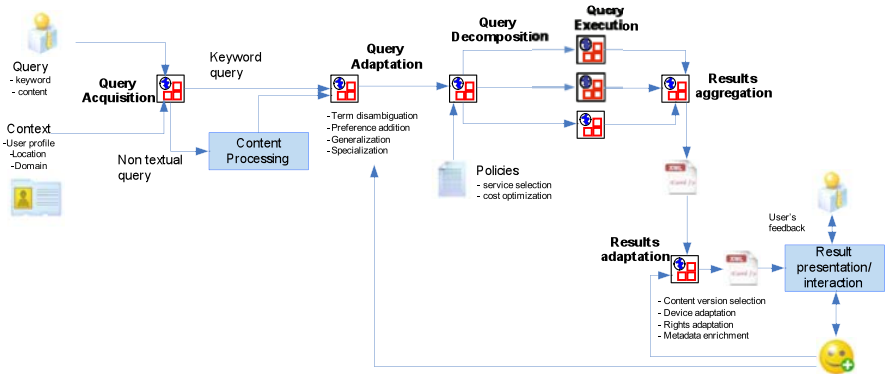 Query
- keyword
- content
Query
Acquisition
Context
-User profile
-Location
- Domain
Keyword
query
Non textual
query
Content
Processing
Query
Adaptation
-Term disambiguation
- Preference addition
- Generalization
- Specialization
Query
Decomposition
Query
Execution
Policies
- service selection
- cost optimization
Results
aggregation
XML
Results
adaptation
- Content version selection
- Device adaptation
- Rights adaptation
- Metadata enrichment
XML
User's
feedback
Result
presentation/
interaction